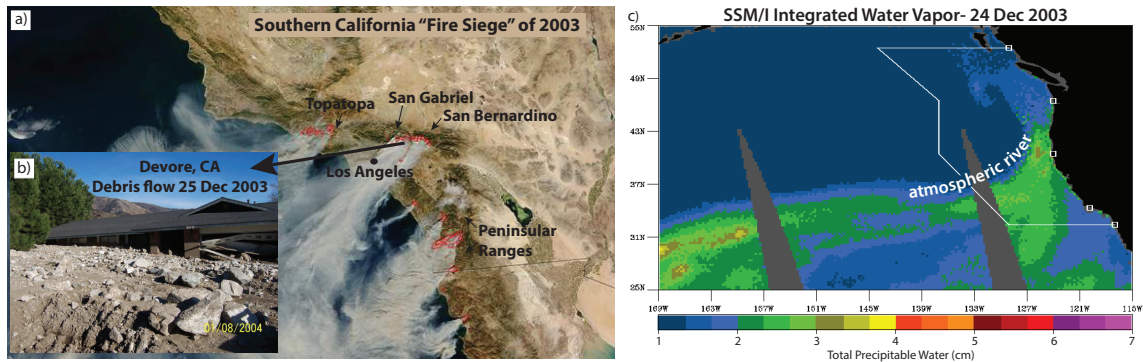 a)
Southern California “Fire Siege” of 2003
Topatopa
San Gabriel
San Bernardino
Los Angeles
Peninsular
Ranges
b)
Devore, CA
Debris flow 25 Dec 2003
01/08/2004
c)
SSM/I Integrated Water Vapor- 24 Dec 2003
55N
49N
43N
37N
31N
25N
atmospheric river
169W 163W 157W 151W 145W 139W 133W 127W 121W 115W
1 2 3 4 5 6 7
Total Precipitable Water (cm)